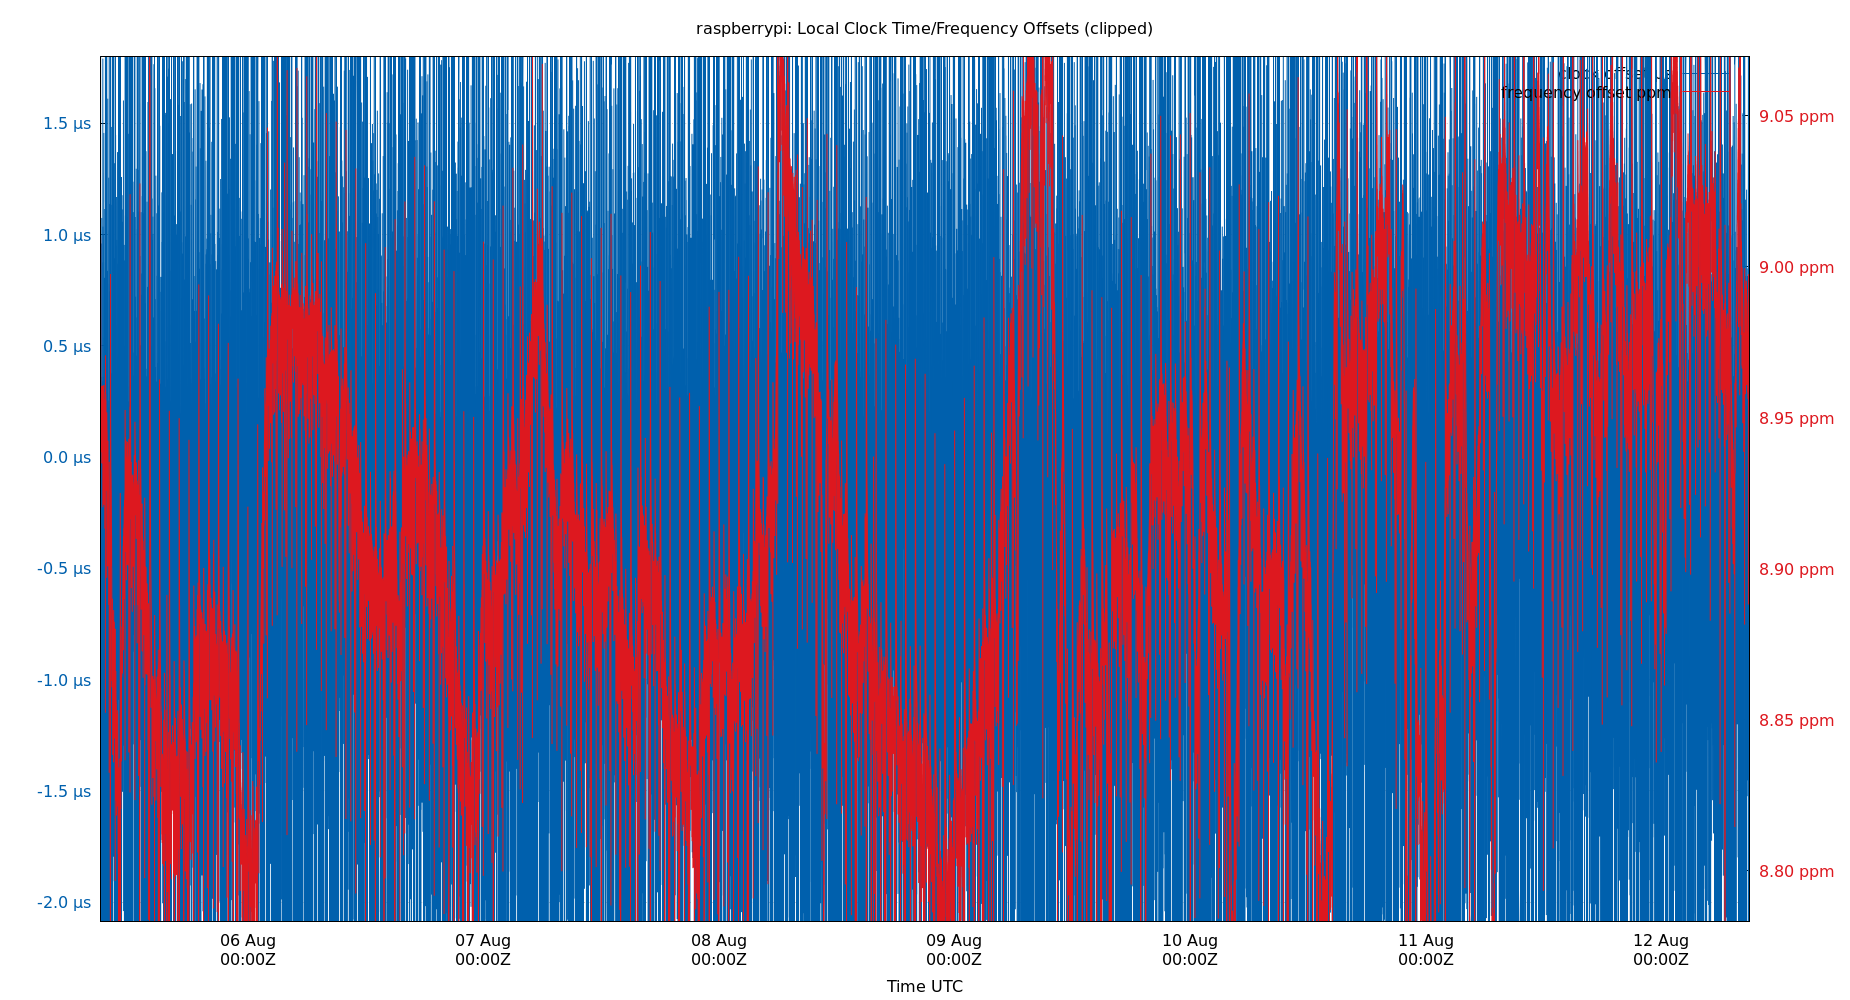 raspberrypi: Local Clock Time/Frequency Offsets (clipped)
clock offset µs
frequency offset ppm
1.5 µs
1.0 µs
0.5 µs
0.0 µs
-0.5 µs
-1.0 µs
-1.5 µs
-2.0 µs
9.05 ppm
9.00 ppm
8.95 ppm
8.90 ppm
8.85 ppm
8.80 ppm
06 Aug
00:00Z
07 Aug
00:00Z
08 Aug
00:00Z
09 Aug
00:00Z
10 Aug
00:00Z
11 Aug
00:00Z
12 Aug
00:00Z
Time UTC